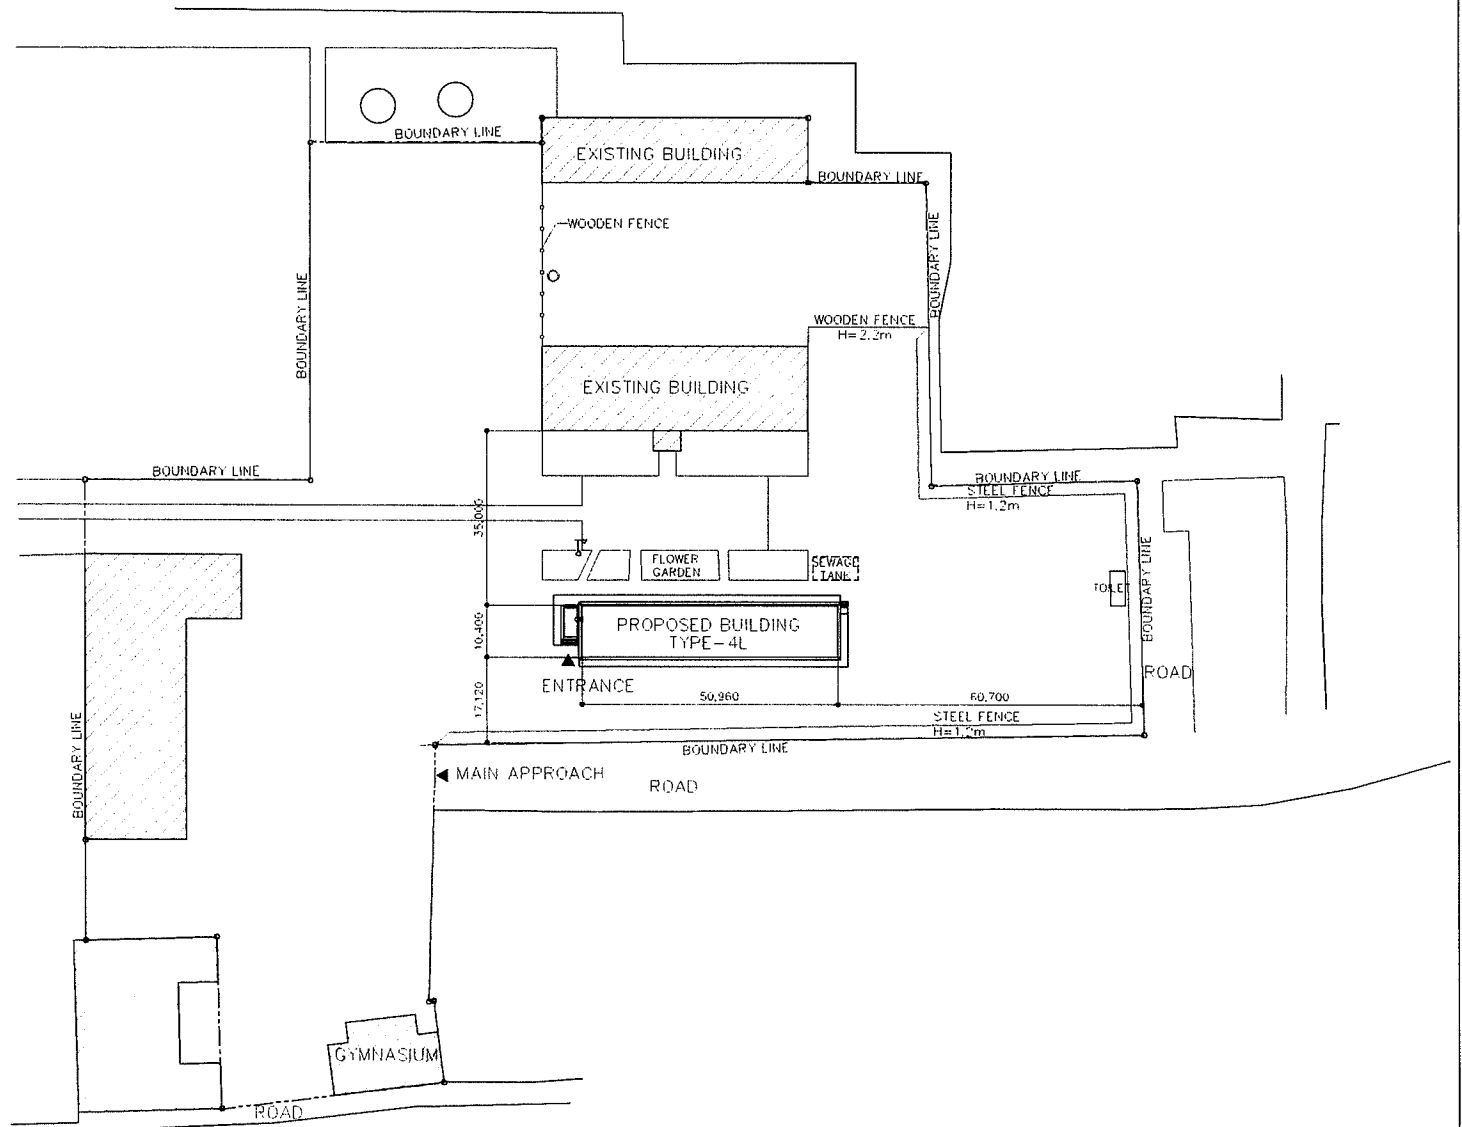 BOUNDARY LINE
EXISTING BUILDING
BOUNDARY LINE
WOODEN FENCE
BOUNDARY LINE
BOUNDARY LINE
WOODEN FENCE
H=2.2m
EXISTING BUILDING
BOUNDARY LINE
BOUNDARY LINE
STEEL FENCE
H=1.2m
35,000
BOUNDARY LINE
FLOWER
GARDEN
SEWAGE
TANK
TOILET
10,400
PROPOSED BUILDING
TYPE-4L
ROAD
ENTRANCE
17,120
50,960
60,700
STEEL FENCE
H=1.2m
BOUNDARY LINE
BOUNDARY LINE
MAIN APPROACH
ROAD
GYMNASIUM
ROAD